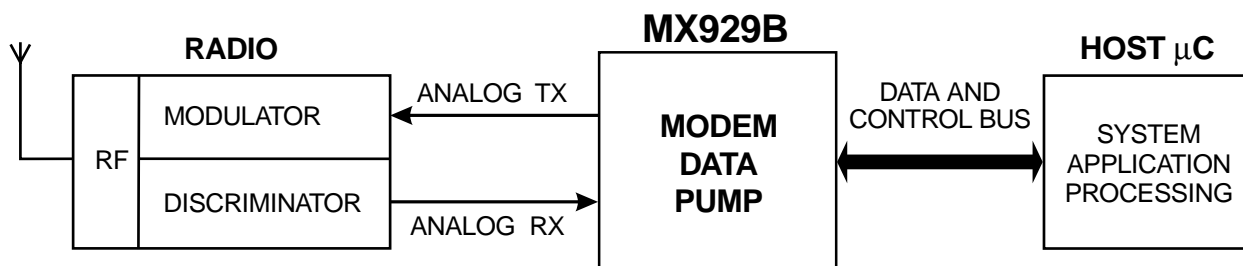 RADIO
RF
MODULATOR
DISCRIMINATOR
ANALOG TX
ANALOG RX
MX929B
MODEM
DATA
PUMP
DATA AND
CONTROL BUS
HOST μC
SYSTEM
APPLICATION
PROCESSING